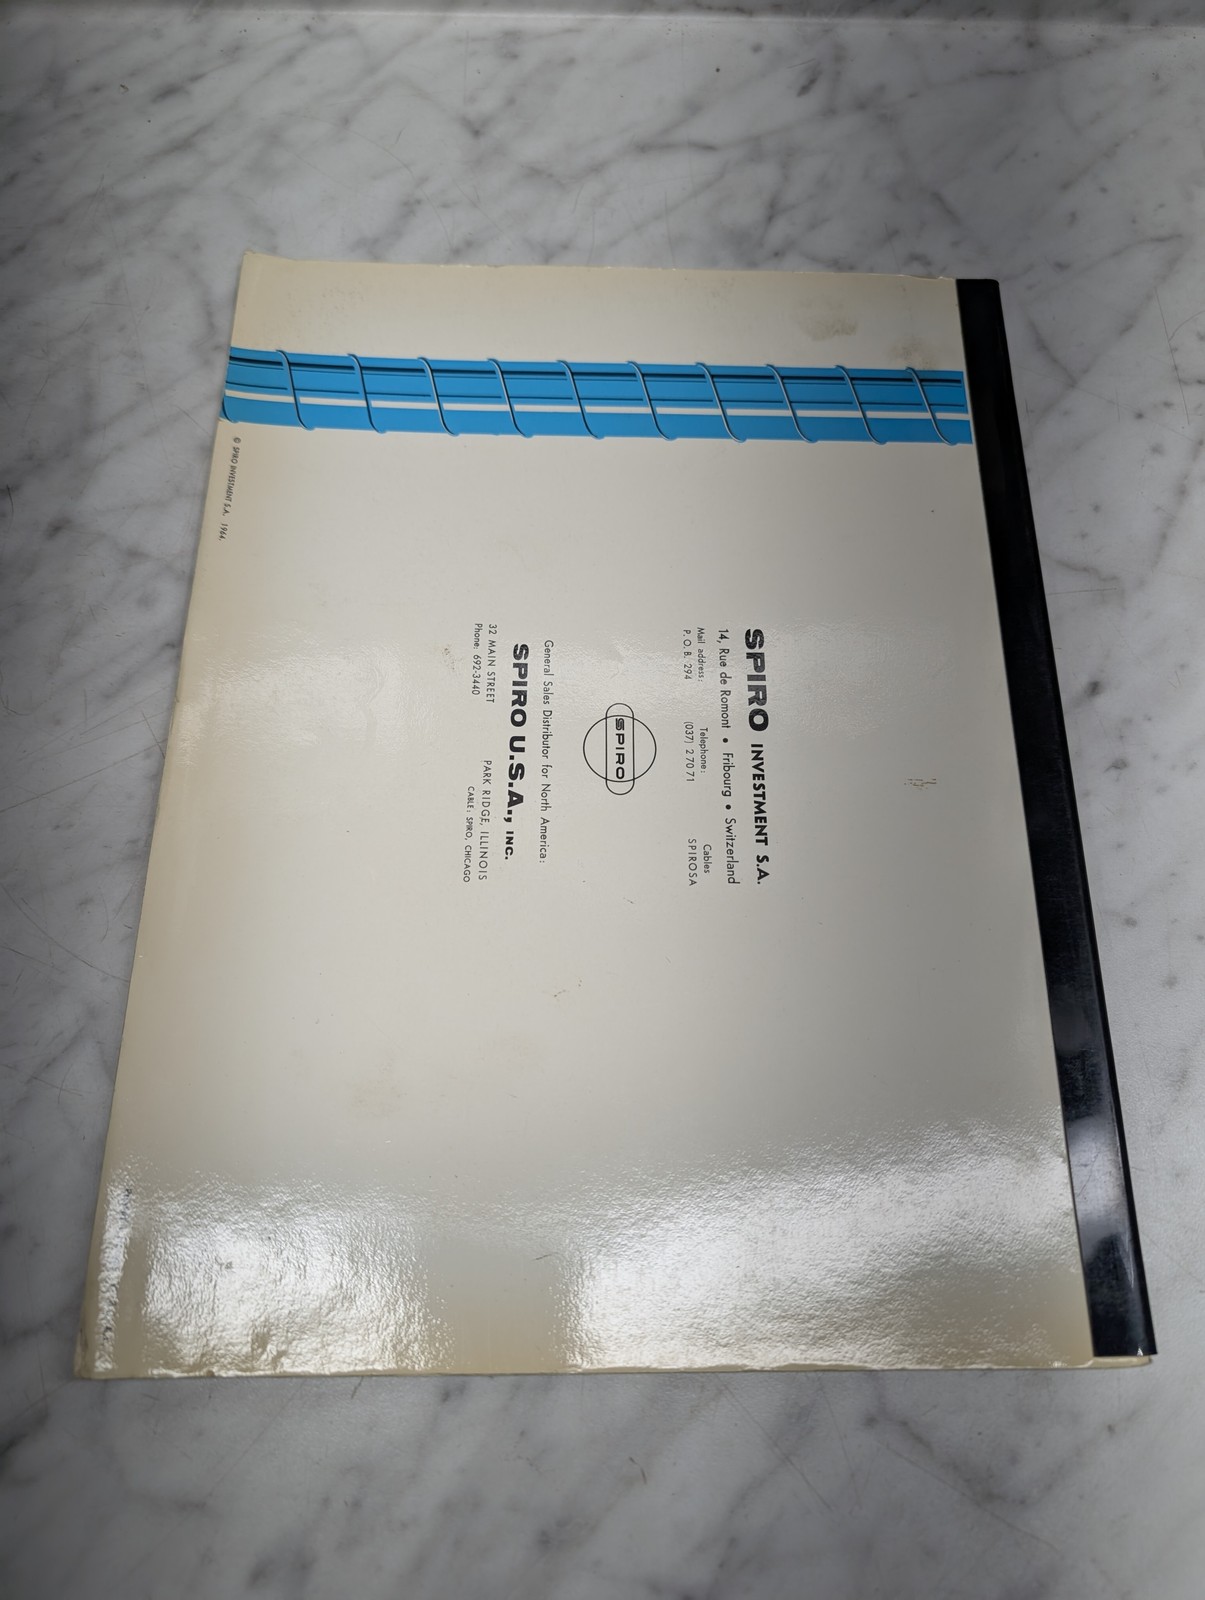 SPIRO INVESTMENT S.A.
14, Rue de Romont • Fribourg • Switzerland
Mail address: Telephone: Cables
P. O. B. 294 (037) 2 70 71 SPIROSA
SPIRO
General Sales Distributor for North America:
SPIRO U.S.A., INC.
32 MAIN STREET PARK RIDGE, ILLINOIS
Phone: 692-3440 CABLE: SPIRO, CHICAGO
© SPIRO INVESTMENT S.A. 1964.